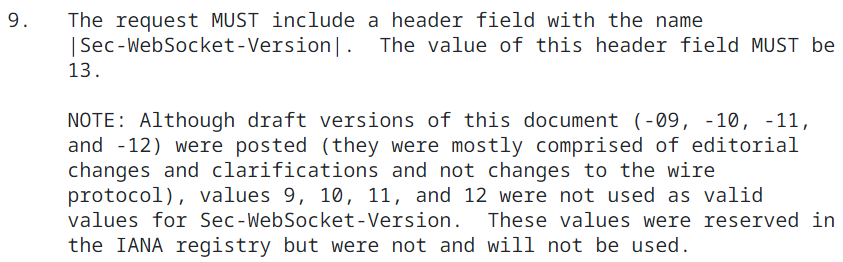 9. The request MUST include a header field with the name
|Sec-WebSocket-Version|. The value of this header field MUST be
13.
NOTE: Although draft versions of this document (-09, -10, -11,
and -12) were posted (they were mostly comprised of editorial
changes and clarifications and not changes to the wire
protocol), values 9, 10, 11, and 12 were not used as valid
values for Sec-WebSocket-Version. These values were reserved in
the IANA registry but were not and will not be used.